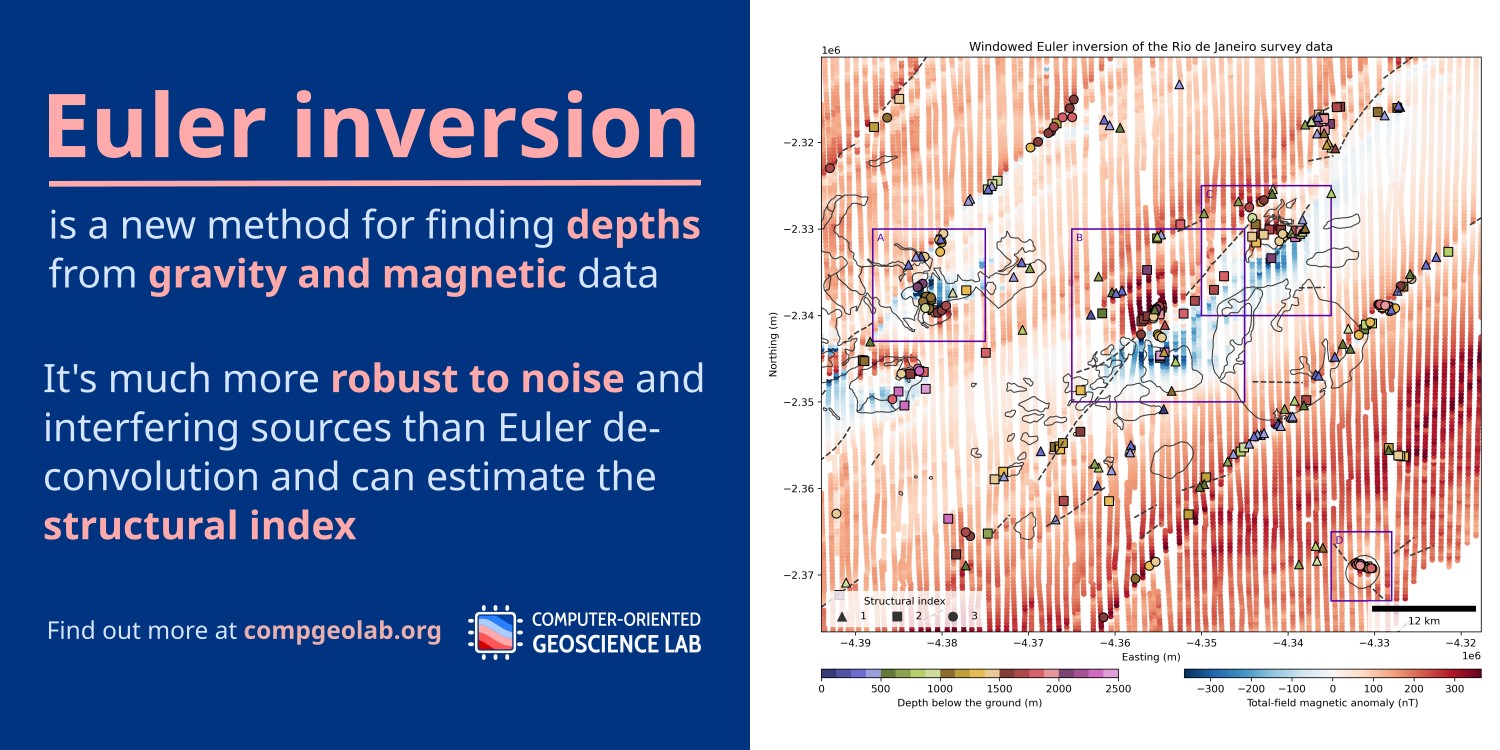 Euler inversion
is a new method for finding depths
from gravity and magnetic data
It's much more robust to noise and
interfering sources than Euler de-
convolution and can estimate the
structural index
Find out more at compgeolab.org
COMPUTER-ORIENTED
GEOSCIENCE LAB
Windowed Euler inversion of the Rio de Janeiro survey data
1e6
−2.32
−2.33
−2.34
−2.35
−2.36
−2.37
Northing (m)
A
B
C
D
Structural index
1 2 3
12 km
−4.39 −4.38 −4.37 −4.36 −4.35 −4.34 −4.33 −4.32
Easting (m)
1e6
0 500 1000 1500 2000 2500
Depth below the ground (m)
−300 −200 −100 0 100 200 300
Total-field magnetic anomaly (nT)